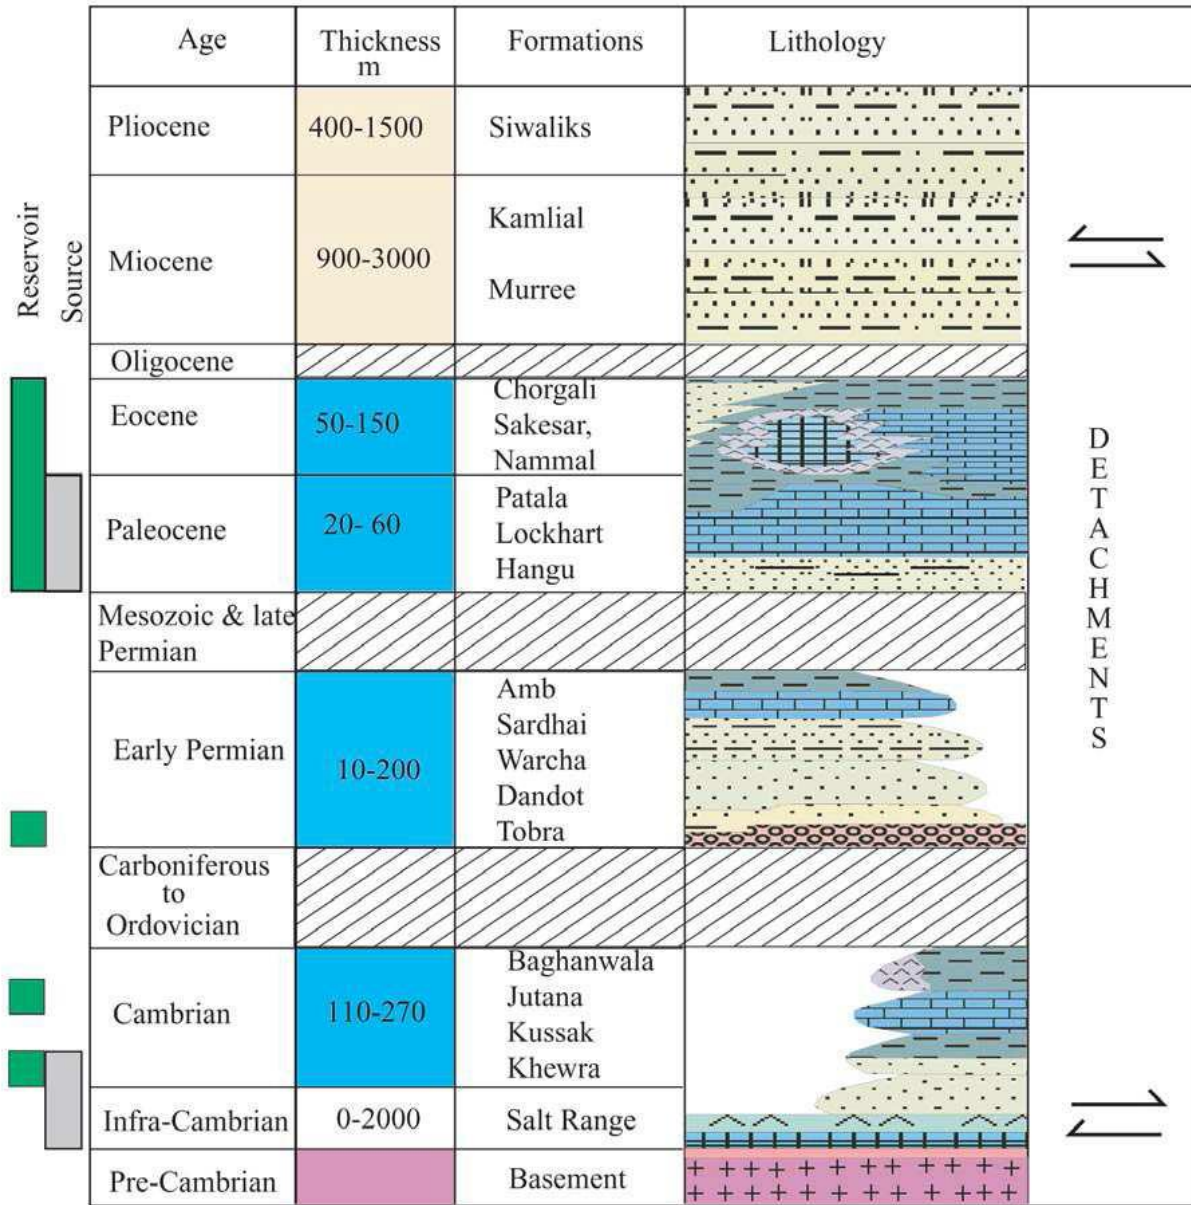 Reservoir
Source
Age
Thickness
m
Formations
Lithology
Pliocene
400-1500
Siwaliks
Miocene
900-3000
Kamlial
Murree
Oligocene
Eocene
50-150
Chorgali
Sakesar,
Nammal
Paleocene
20- 60
Patala
Lockhart
Hangu
Mesozoic & late
Permian
Early Permian
10-200
Amb
Sardhai
Warcha
Dandot
Tobra
Carboniferous
to
Ordovician
Cambrian
110-270
Baghanwala
Jutana
Kussak
Khewra
Infra-Cambrian
0-2000
Salt Range
Pre-Cambrian
Basement
DETACHMENTS